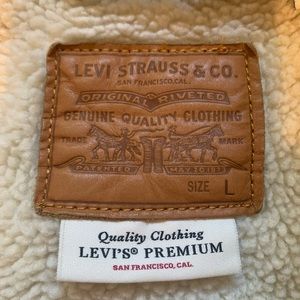 LEVI STRAUSS & CO.
SAN FRANCISCO, CAL.
ORIGINAL RIVETED
GENUINE QUALITY CLOTHING
TRADE MARK
PATENTED MAY 20 1873
SIZE L
Quality Clothing
LEVI'S® PREMIUM
SAN FRANCISCO, CAL.